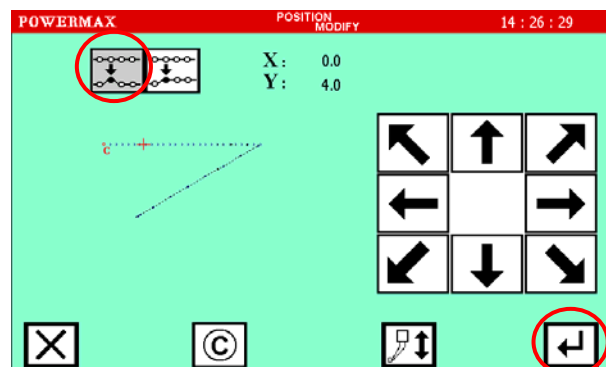 POWERMAX
POSITION
MODIFY
14 : 26 : 29
X : 0.0
Y : 4.0
C
C